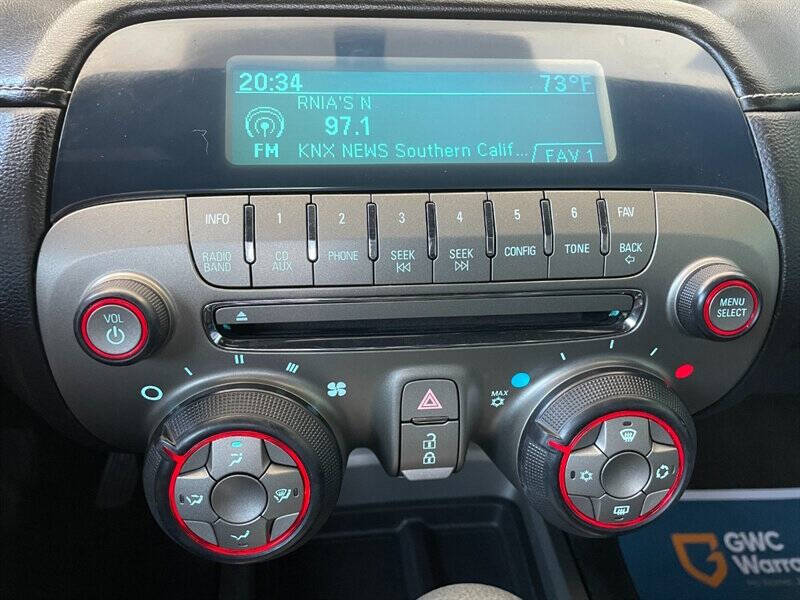 20:34 73°F
RNIA'S N
97.1
FM KNX NEWS Southern Calif... FAV 1
INFO 1 2 3 4 5 6 FAV
RADIO BAND CD AUX PHONE SEEK SEEK CONFIG TONE BACK
VOL
MENU
SELECT
MAX
GWC
Warra